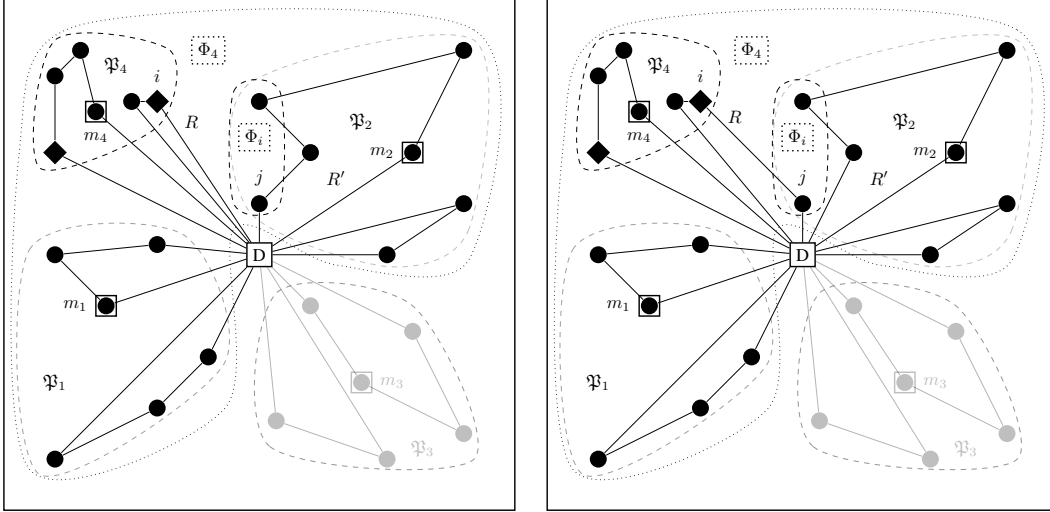 Φ₄
𝔓₄
i
m₄
R
Φᵢ
𝔓₂
m₂
j
R′
D
m₁
𝔓₁
m₃
𝔓₃
Φ₄
𝔓₄
i
m₄
R
Φᵢ
𝔓₂
m₂
j
R′
D
m₁
𝔓₁
m₃
𝔓₃